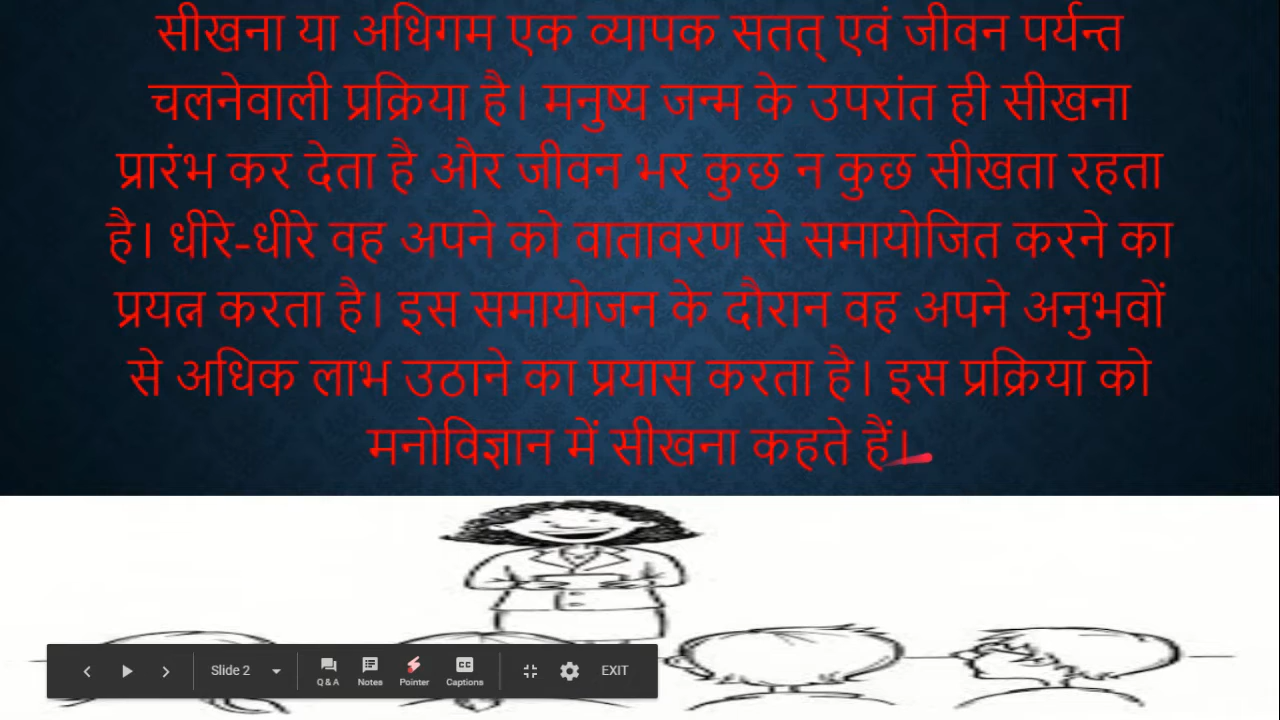 सीखना या अधिगम एक व्यापक सतत् एवं जीवन पर्यन्त
चलनेवाली प्रक्रिया है। मनुष्य जन्म के उपरांत ही सीखना
प्रारंभ कर देता है और जीवन भर कुछ न कुछ सीखता रहता
है। धीरे-धीरे वह अपने को वातावरण से समायोजित करने का
प्रयत्न करता है। इस समायोजन के दौरान वह अपने अनुभवों
से अधिक लाभ उठाने का प्रयास करता है। इस प्रक्रिया को
मनोविज्ञान में सीखना कहते हैं।
Slide 2
Q & A Notes Pointer Captions
EXIT